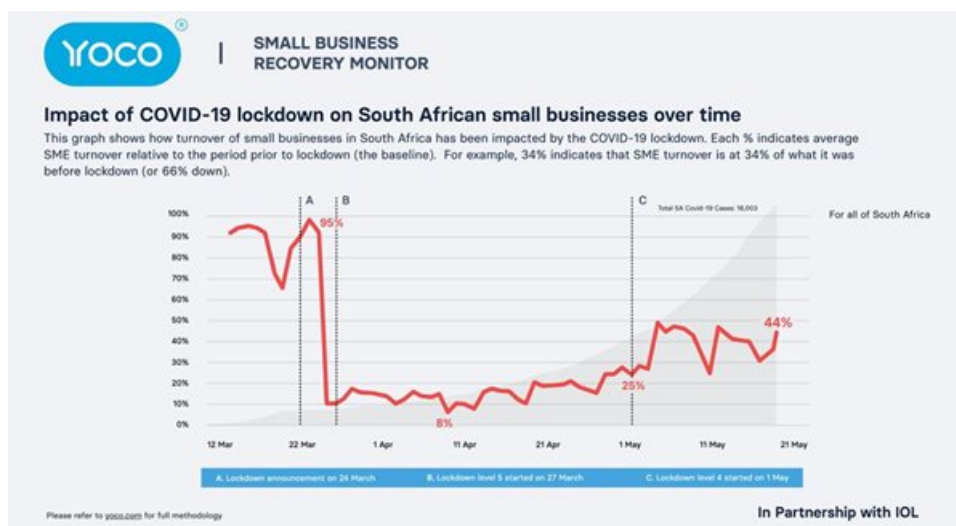 YOCO
®
SMALL BUSINESS
RECOVERY MONITOR
Impact of COVID-19 lockdown on South African small businesses over time
This graph shows how turnover of small businesses in South Africa has been impacted by the COVID-19 lockdown. Each % indicates average
SME turnover relative to the period prior to lockdown (the baseline). For example, 34% indicates that SME turnover is at 34% of what it was
before lockdown (or 66% down).
A B C
Total SA Covid-19 Cases: 18,003
For all of South Africa
100%
90%
80%
70%
60%
50%
40%
30%
20%
10%
0%
95%
8%
25%
44%
12 Mar 22 Mar 1 Apr 11 Apr 21 Apr 1 May 11 May 21 May
A. Lockdown announcement on 24 March B. Lockdown level 5 started on 27 March C. Lockdown level 4 started on 1 May
Please refer to yoco.com for full methodology
In Partnership with IOL